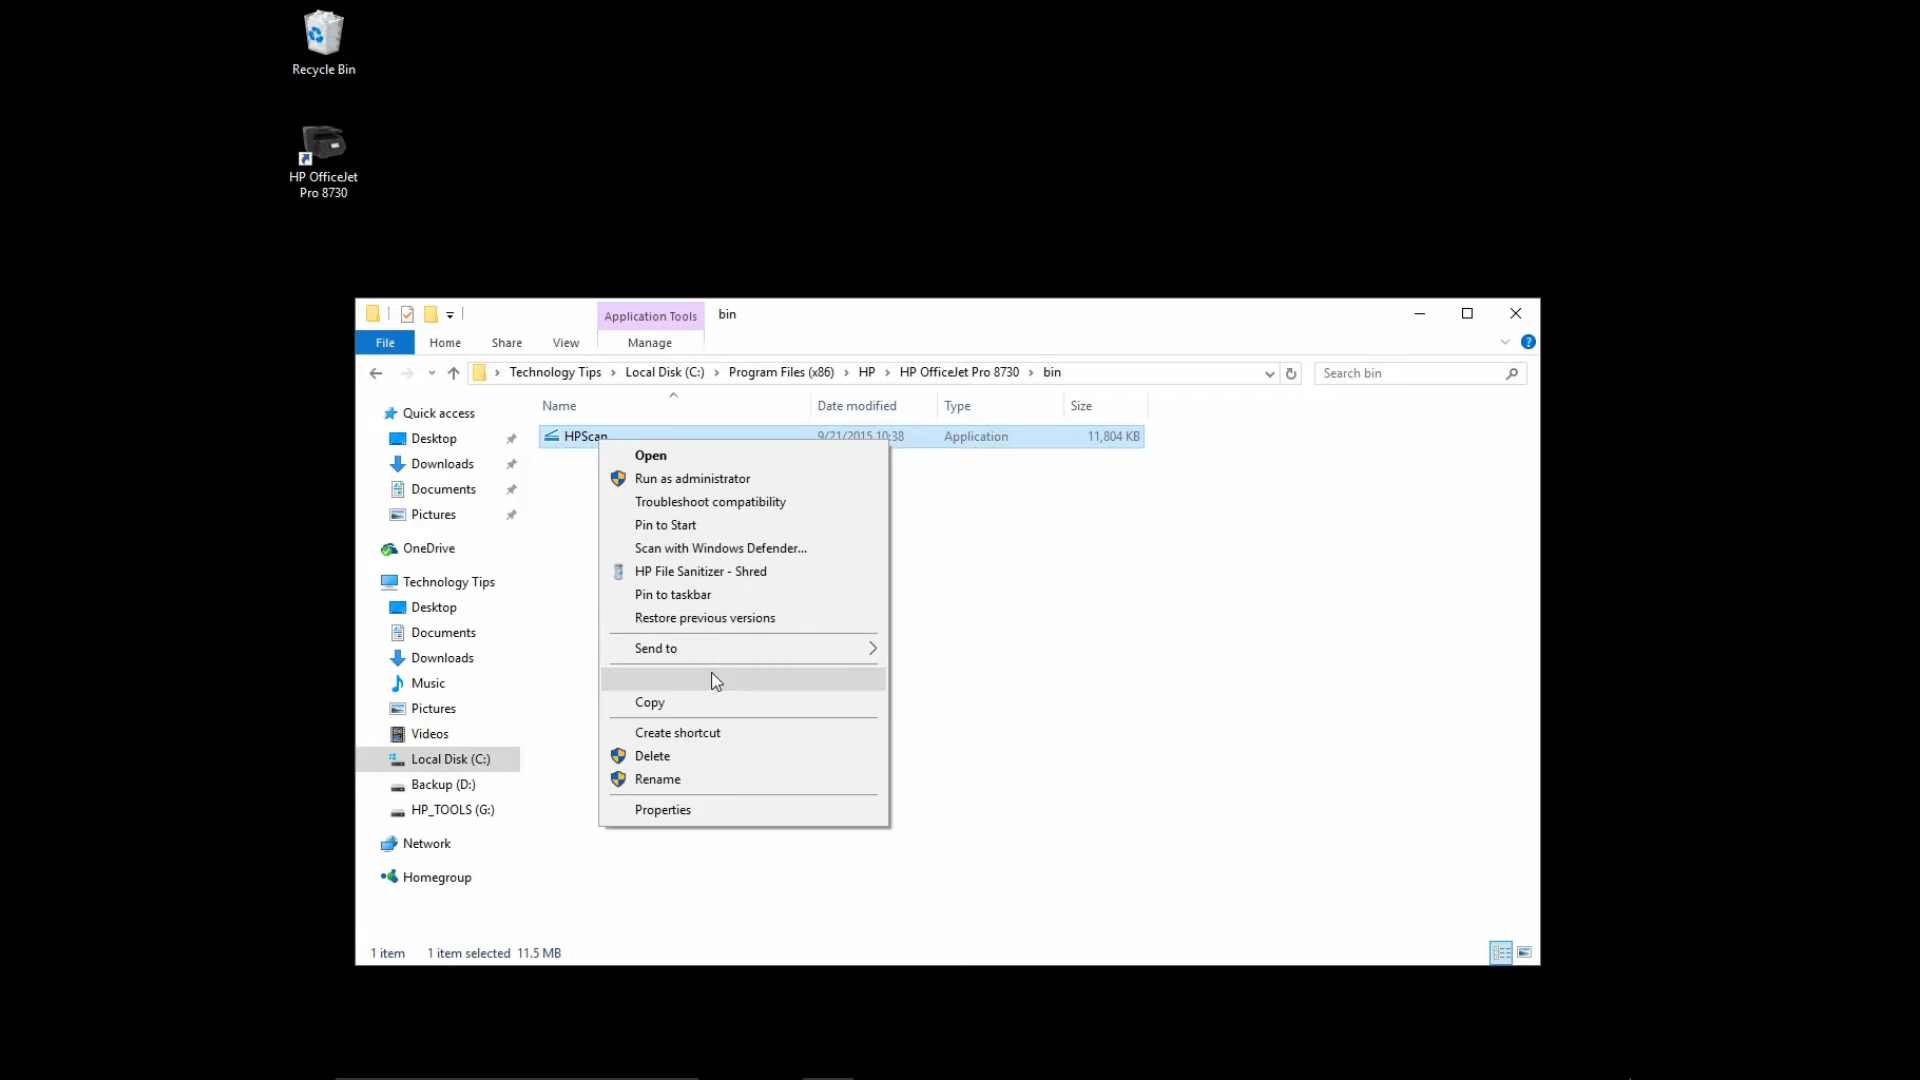 Recycle Bin
HP OfficeJet
Pro 8730
Application Tools
bin
File
Home
Share
View
Manage
Technology Tips
Local Disk (C:)
Program Files (x86)
HP
HP OfficeJet Pro 8730
bin
Search bin
Name
Date modified
Type
Size
HPScan
9/21/2015 10:38
Application
11,804 KB
Quick access
Desktop
Downloads
Documents
Pictures
OneDrive
Technology Tips
Desktop
Documents
Downloads
Music
Pictures
Videos
Local Disk (C:)
Backup (D:)
HP_TOOLS (G:)
Network
Homegroup
Open
Run as administrator
Troubleshoot compatibility
Pin to Start
Scan with Windows Defender...
HP File Sanitizer - Shred
Pin to taskbar
Restore previous versions
Send to
Copy
Create shortcut
Delete
Rename
Properties
1 item
1 item selected 11.5 MB